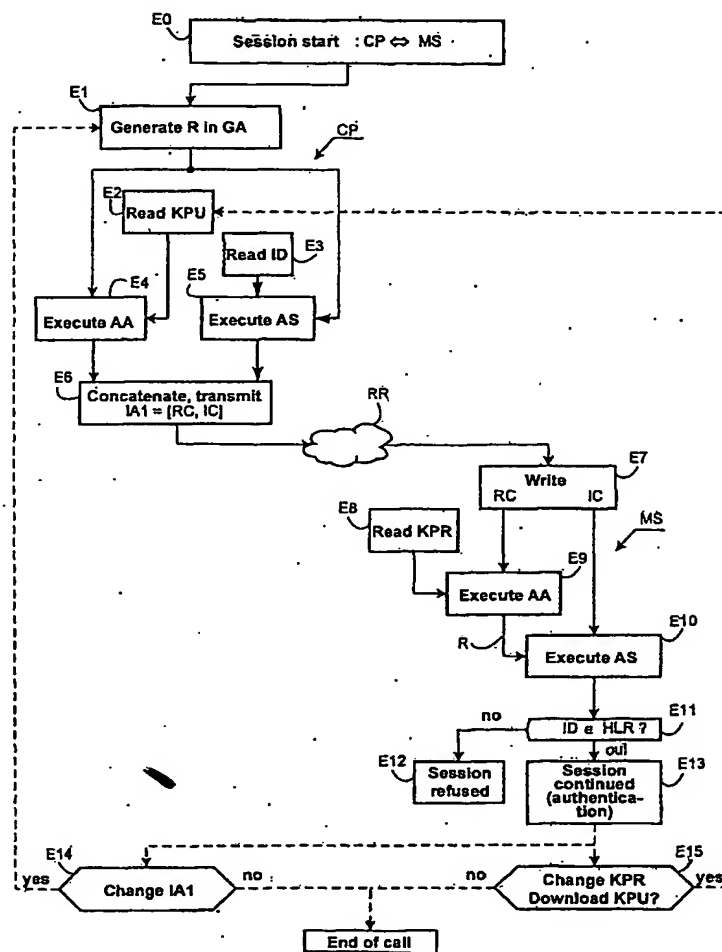 E0
Session start : CP ⇔ MS
E1
Generate R in GA
CP
E2
Read KPU
Read ID
E3
E4
E5
Execute AA
Execute AS
E6
Concatenate, transmit
IA1 = [RC, IC]
RR
E7
Write
RC IC
E8
Read KPR
MS
E9
Execute AA
R
E10
Execute AS
no
ID e HLR ?
E11
oui
E12
Session
refused
E13
Session
continued
(authentica-
tion)
E14
yes
Change IA1
no
no
E15
Change KPR
Download KPU?
yes
End of call